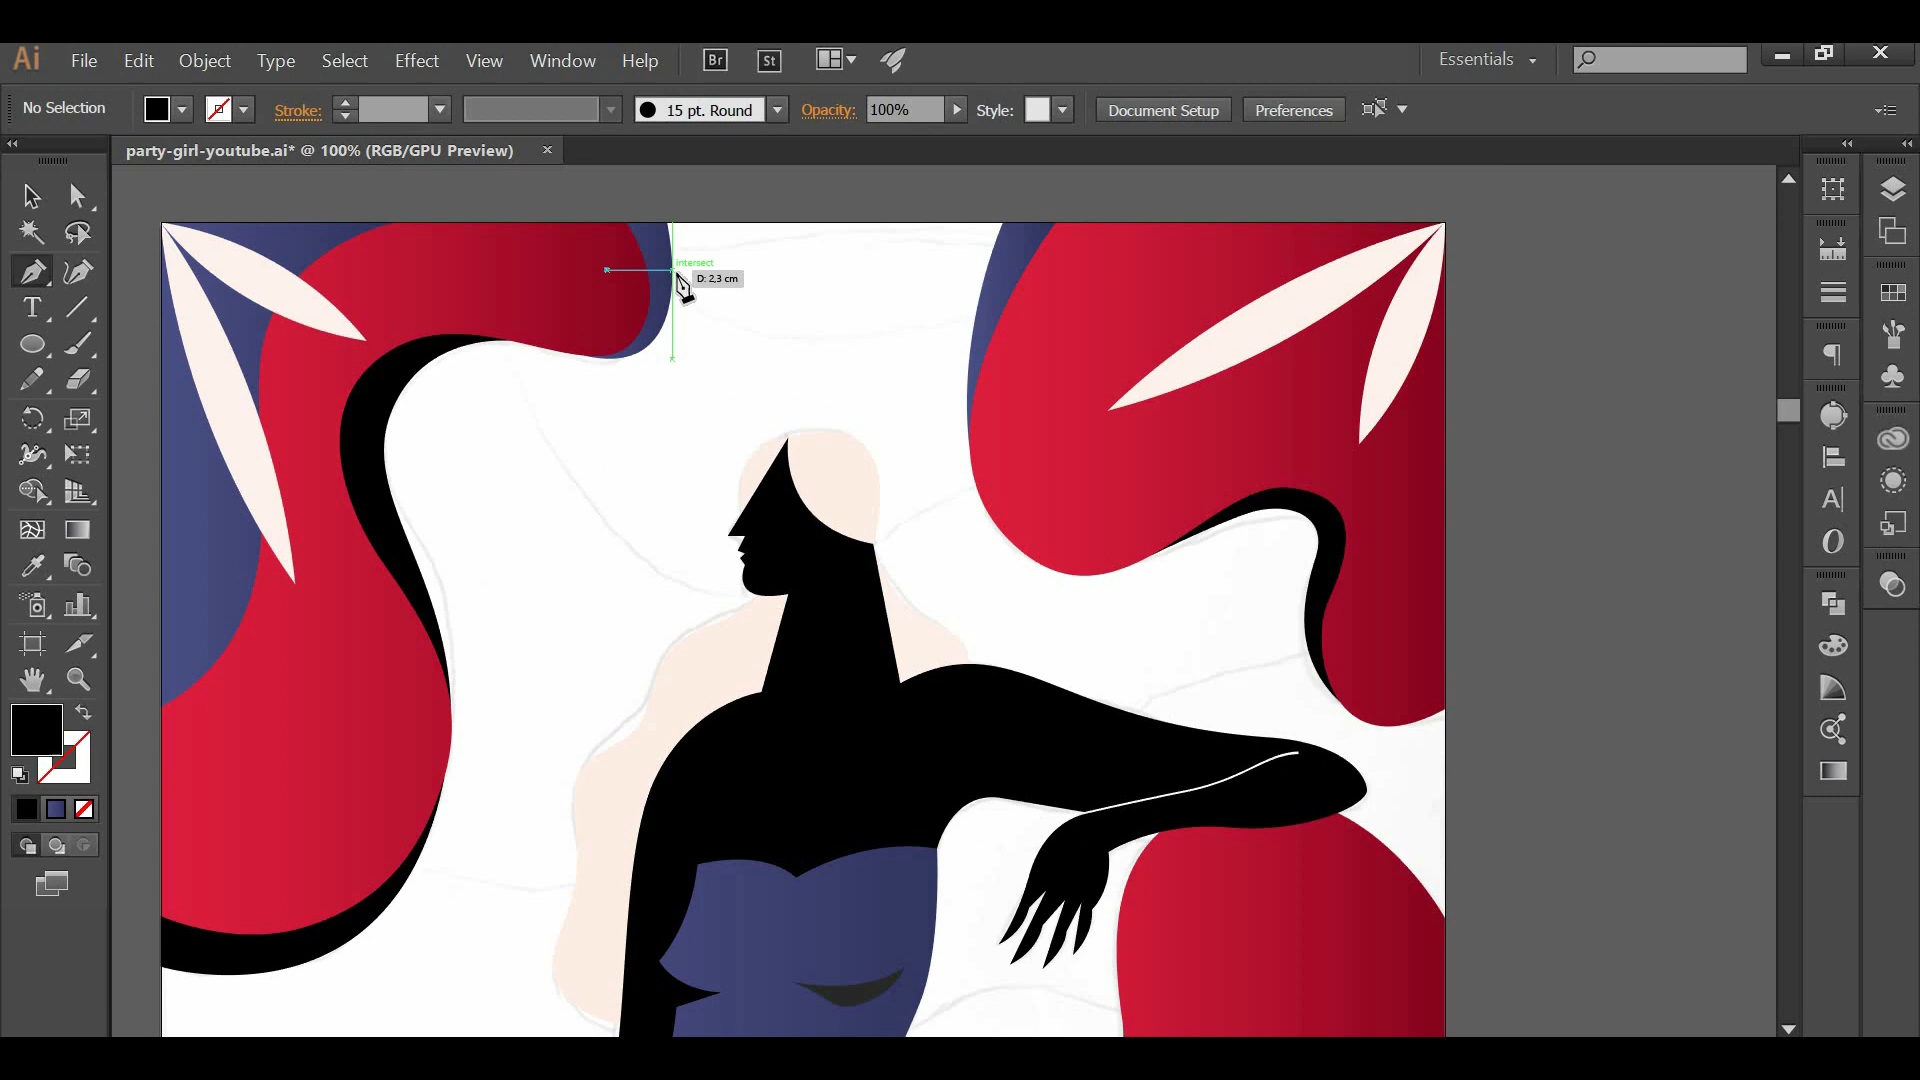 Ai File Edit Object Type Select Effect View Window Help Br St Essentials
No Selection Stroke: 15 pt. Round Opacity: 100% Style: Document Setup Preferences
party-girl-youtube.ai* @ 100% (RGB/GPU Preview) ×
intersect
D: 2,3 cm